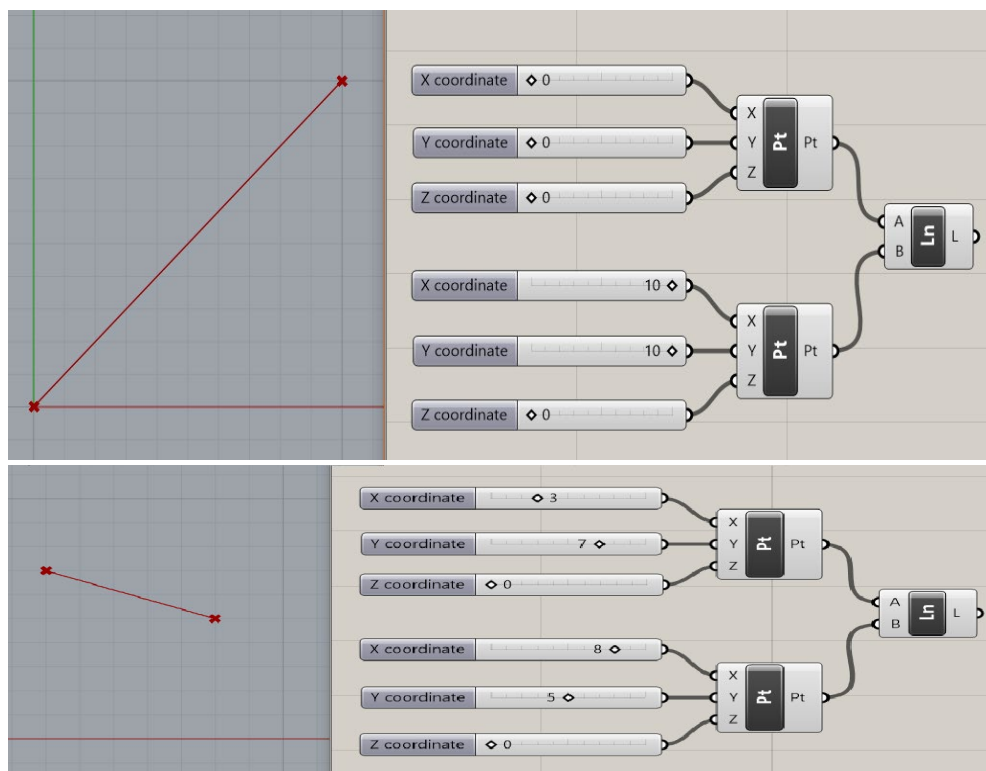 X coordinate 0
Y coordinate 0
Z coordinate 0
X
Y
Z
Pt
Pt
X coordinate 10
Y coordinate 10
Z coordinate 0
X
Y
Z
Pt
Pt
A
B
Ln
L
X coordinate 3
Y coordinate 7
Z coordinate 0
X
Y
Z
Pt
Pt
X coordinate 8
Y coordinate 5
Z coordinate 0
X
Y
Z
Pt
Pt
A
B
Ln
L